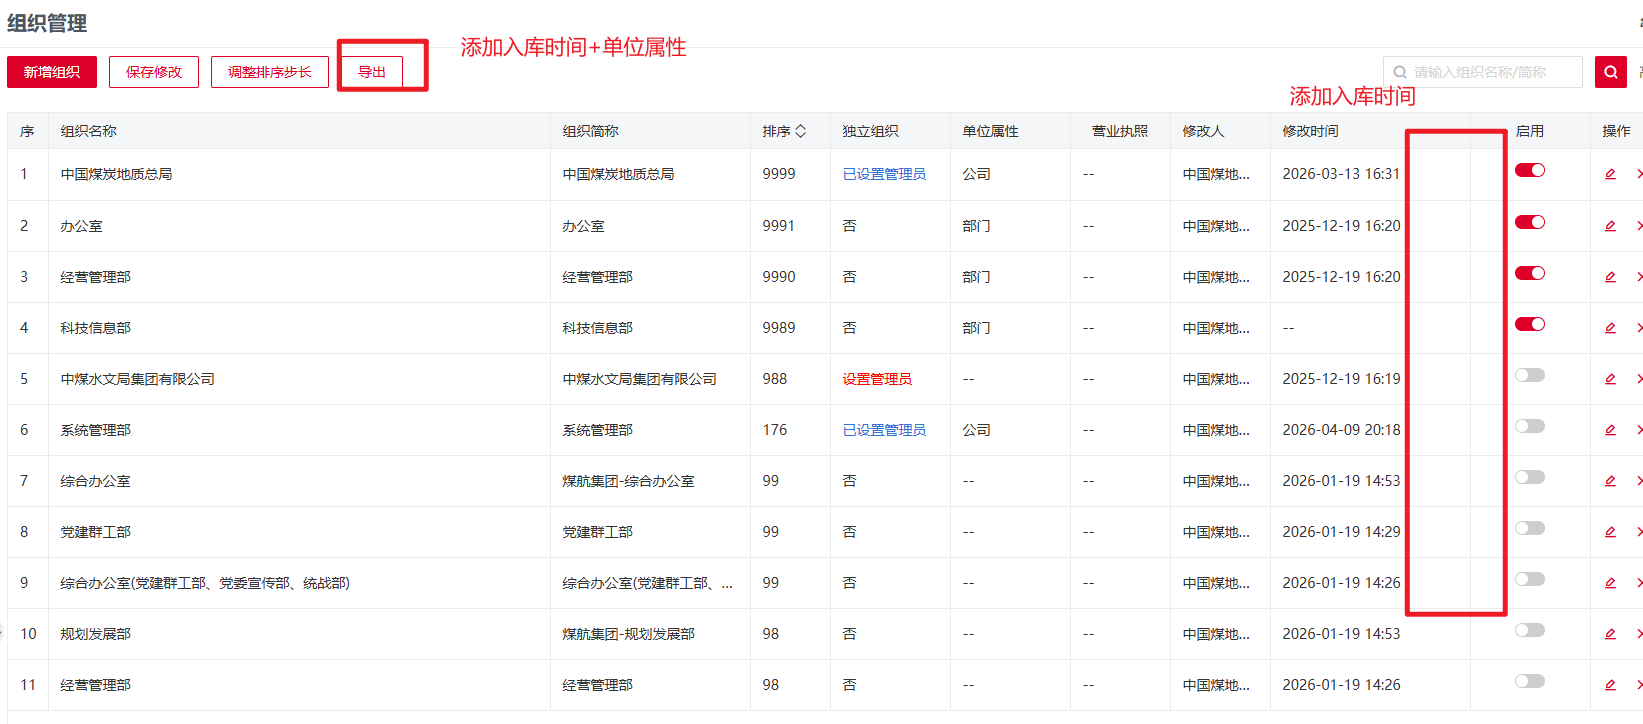 组织管理
添加入库时间+单位属性
新增组织 保存修改 调整排序步长 导出 请输入组织名称/简称
添加入库时间
序 组织名称 组织简称 排序 独立组织 单位属性 营业执照 修改人 修改时间 启用 操作
1 中国煤炭地质总局 中国煤炭地质总局 9999 已设置管理员 公司 -- 中国煤地... 2026-03-13 16:31
2 办公室 办公室 9991 否 部门 -- 中国煤地... 2025-12-19 16:20
3 经营管理部 经营管理部 9990 否 部门 -- 中国煤地... 2025-12-19 16:20
4 科技信息部 科技信息部 9989 否 部门 -- 中国煤地... --
5 中煤水文局集团有限公司 中煤水文局集团有限公司 988 设置管理员 -- -- 中国煤地... 2025-12-19 16:19
6 系统管理部 系统管理部 176 已设置管理员 公司 -- 中国煤地... 2026-04-09 20:18
7 综合办公室 煤航集团-综合办公室 99 否 -- -- 中国煤地... 2026-01-19 14:53
8 党建群工部 党建群工部 99 否 -- -- 中国煤地... 2026-01-19 14:29
9 综合办公室(党建群工部、党委宣传部、统战部) 综合办公室(党建群工部、... 99 否 -- -- 中国煤地... 2026-01-19 14:26
10 规划发展部 煤航集团-规划发展部 98 否 -- -- 中国煤地... 2026-01-19 14:53
11 经营管理部 经营管理部 98 否 -- -- 中国煤地... 2026-01-19 14:26